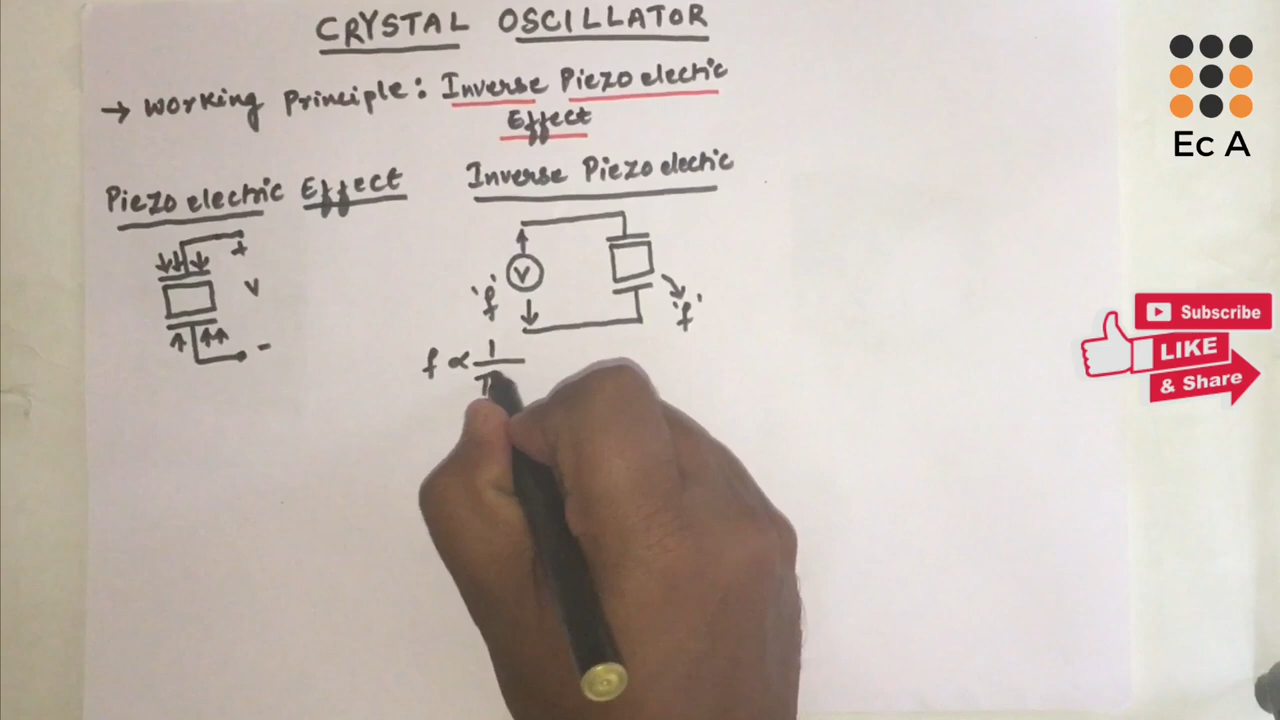 CRYSTAL OSCILLATOR
→ Working Principle: Inverse Piezo electric
Effect
Ec A
Piezo electric Effect
Inverse Piezo electric
+
V
-
V
'f'
'f'
f ∝ 1
Subscribe
LIKE
& Share